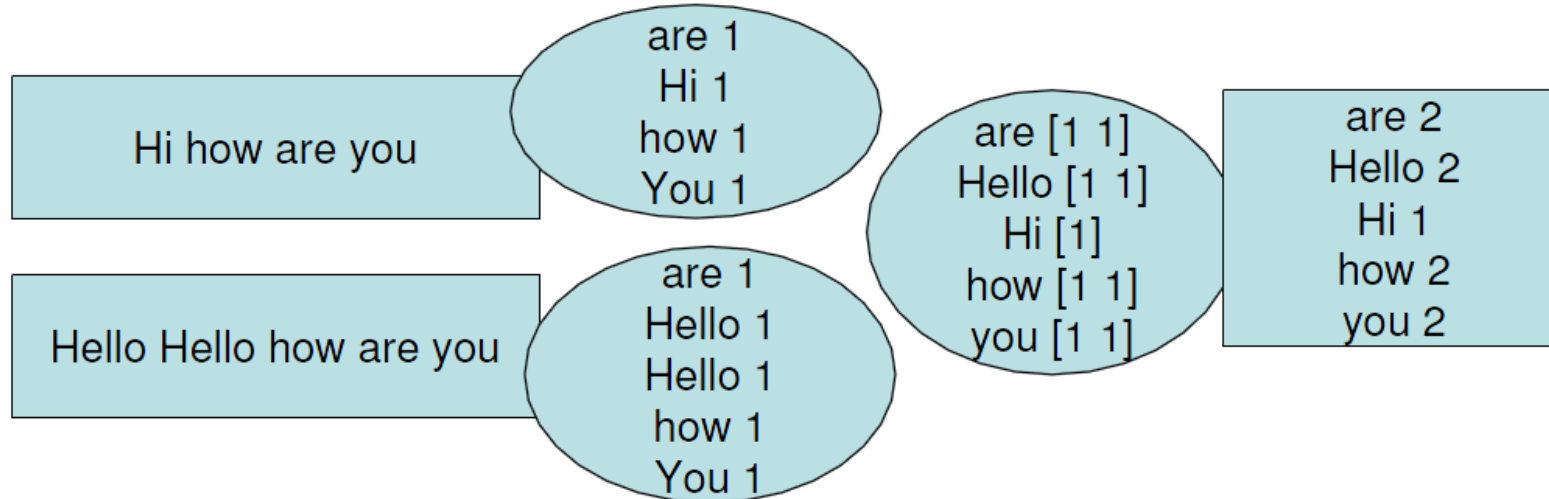 Hi how are you
are 1
Hi 1
how 1
You 1
Hello Hello how are you
are 1
Hello 1
Hello 1
how 1
You 1
are [1 1]
Hello [1 1]
Hi [1]
how [1 1]
you [1 1]
are 2
Hello 2
Hi 1
how 2
you 2